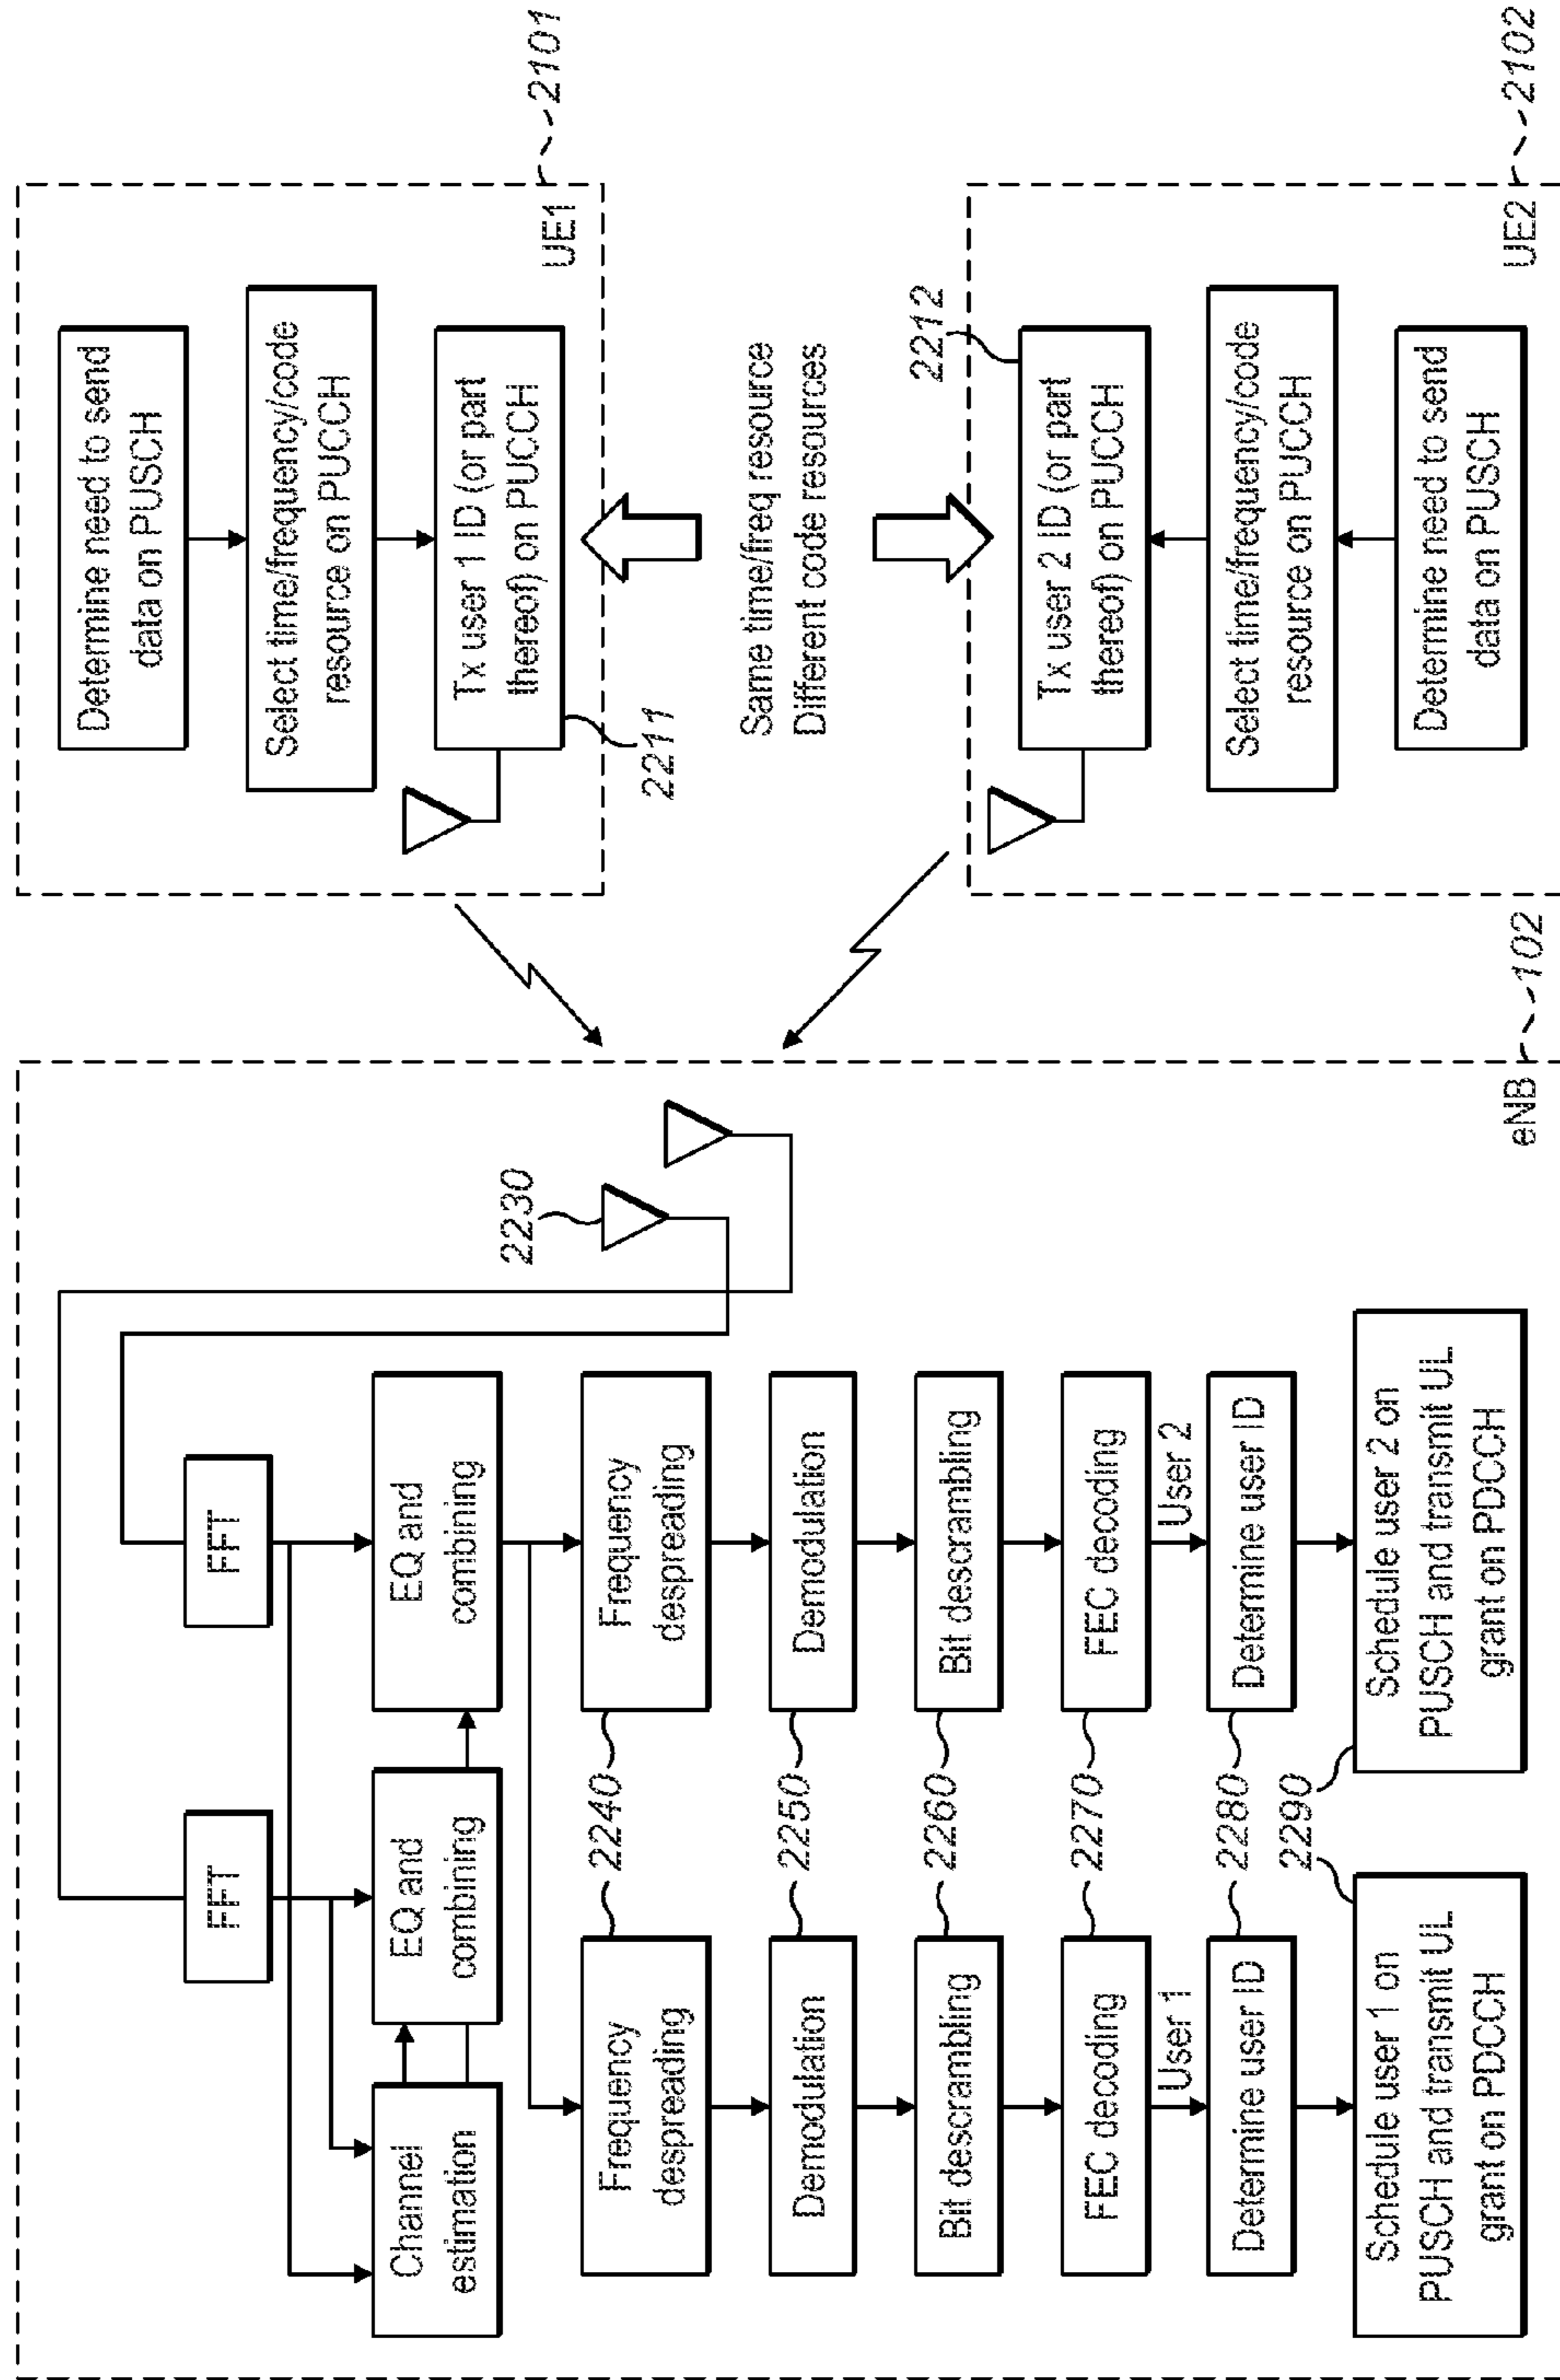 FFT
FFT
Channel
estimation
EQ and
combining
EQ and
combining
2230
Frequency
despreading
2240
Frequency
despreading
Demodulation
2250
Demodulation
Bit descrambling
2260
Bit descrambling
FEC decoding
2270
FEC decoding
User 1
User 2
Determine user ID
2280
Determine user ID
2290
Schedule user 1 on
PUSCH and transmit UL
grant on PDCCH
Schedule user 2 on
PUSCH and transmit UL
grant on PDCCH
eNB
102
Determine need to send
data on PUSCH
Select time/frequency/code
resource on PUCCH
Tx user 1 ID (or part
thereof) on PUCCH
2211
UE1
2101
Same time/freq resource
Different code resources
2212
Tx user 2 ID (or part
thereof) on PUCCH
Select time/frequency/code
resource on PUCCH
Determine need to send
data on PUSCH
UE2
2102